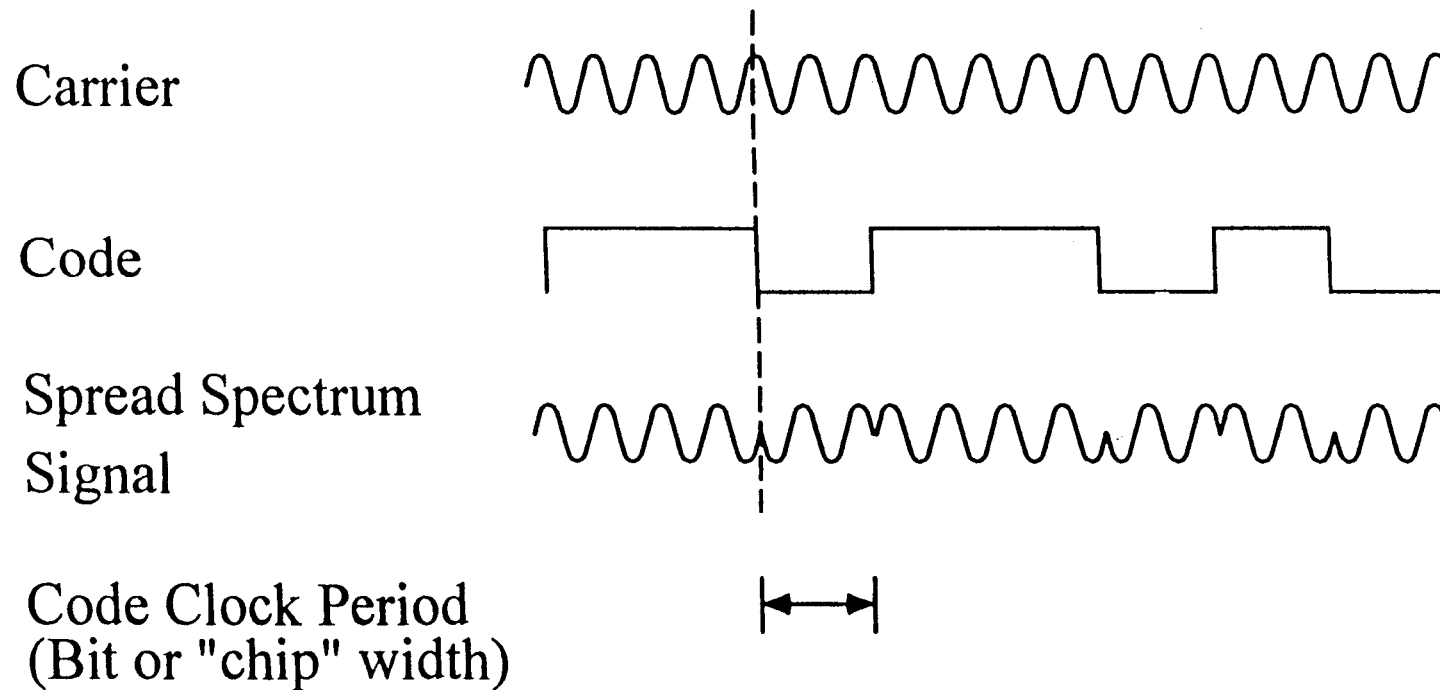 Carrier
Code
Spread Spectrum
Signal
Code Clock Period
(Bit or "chip" width)